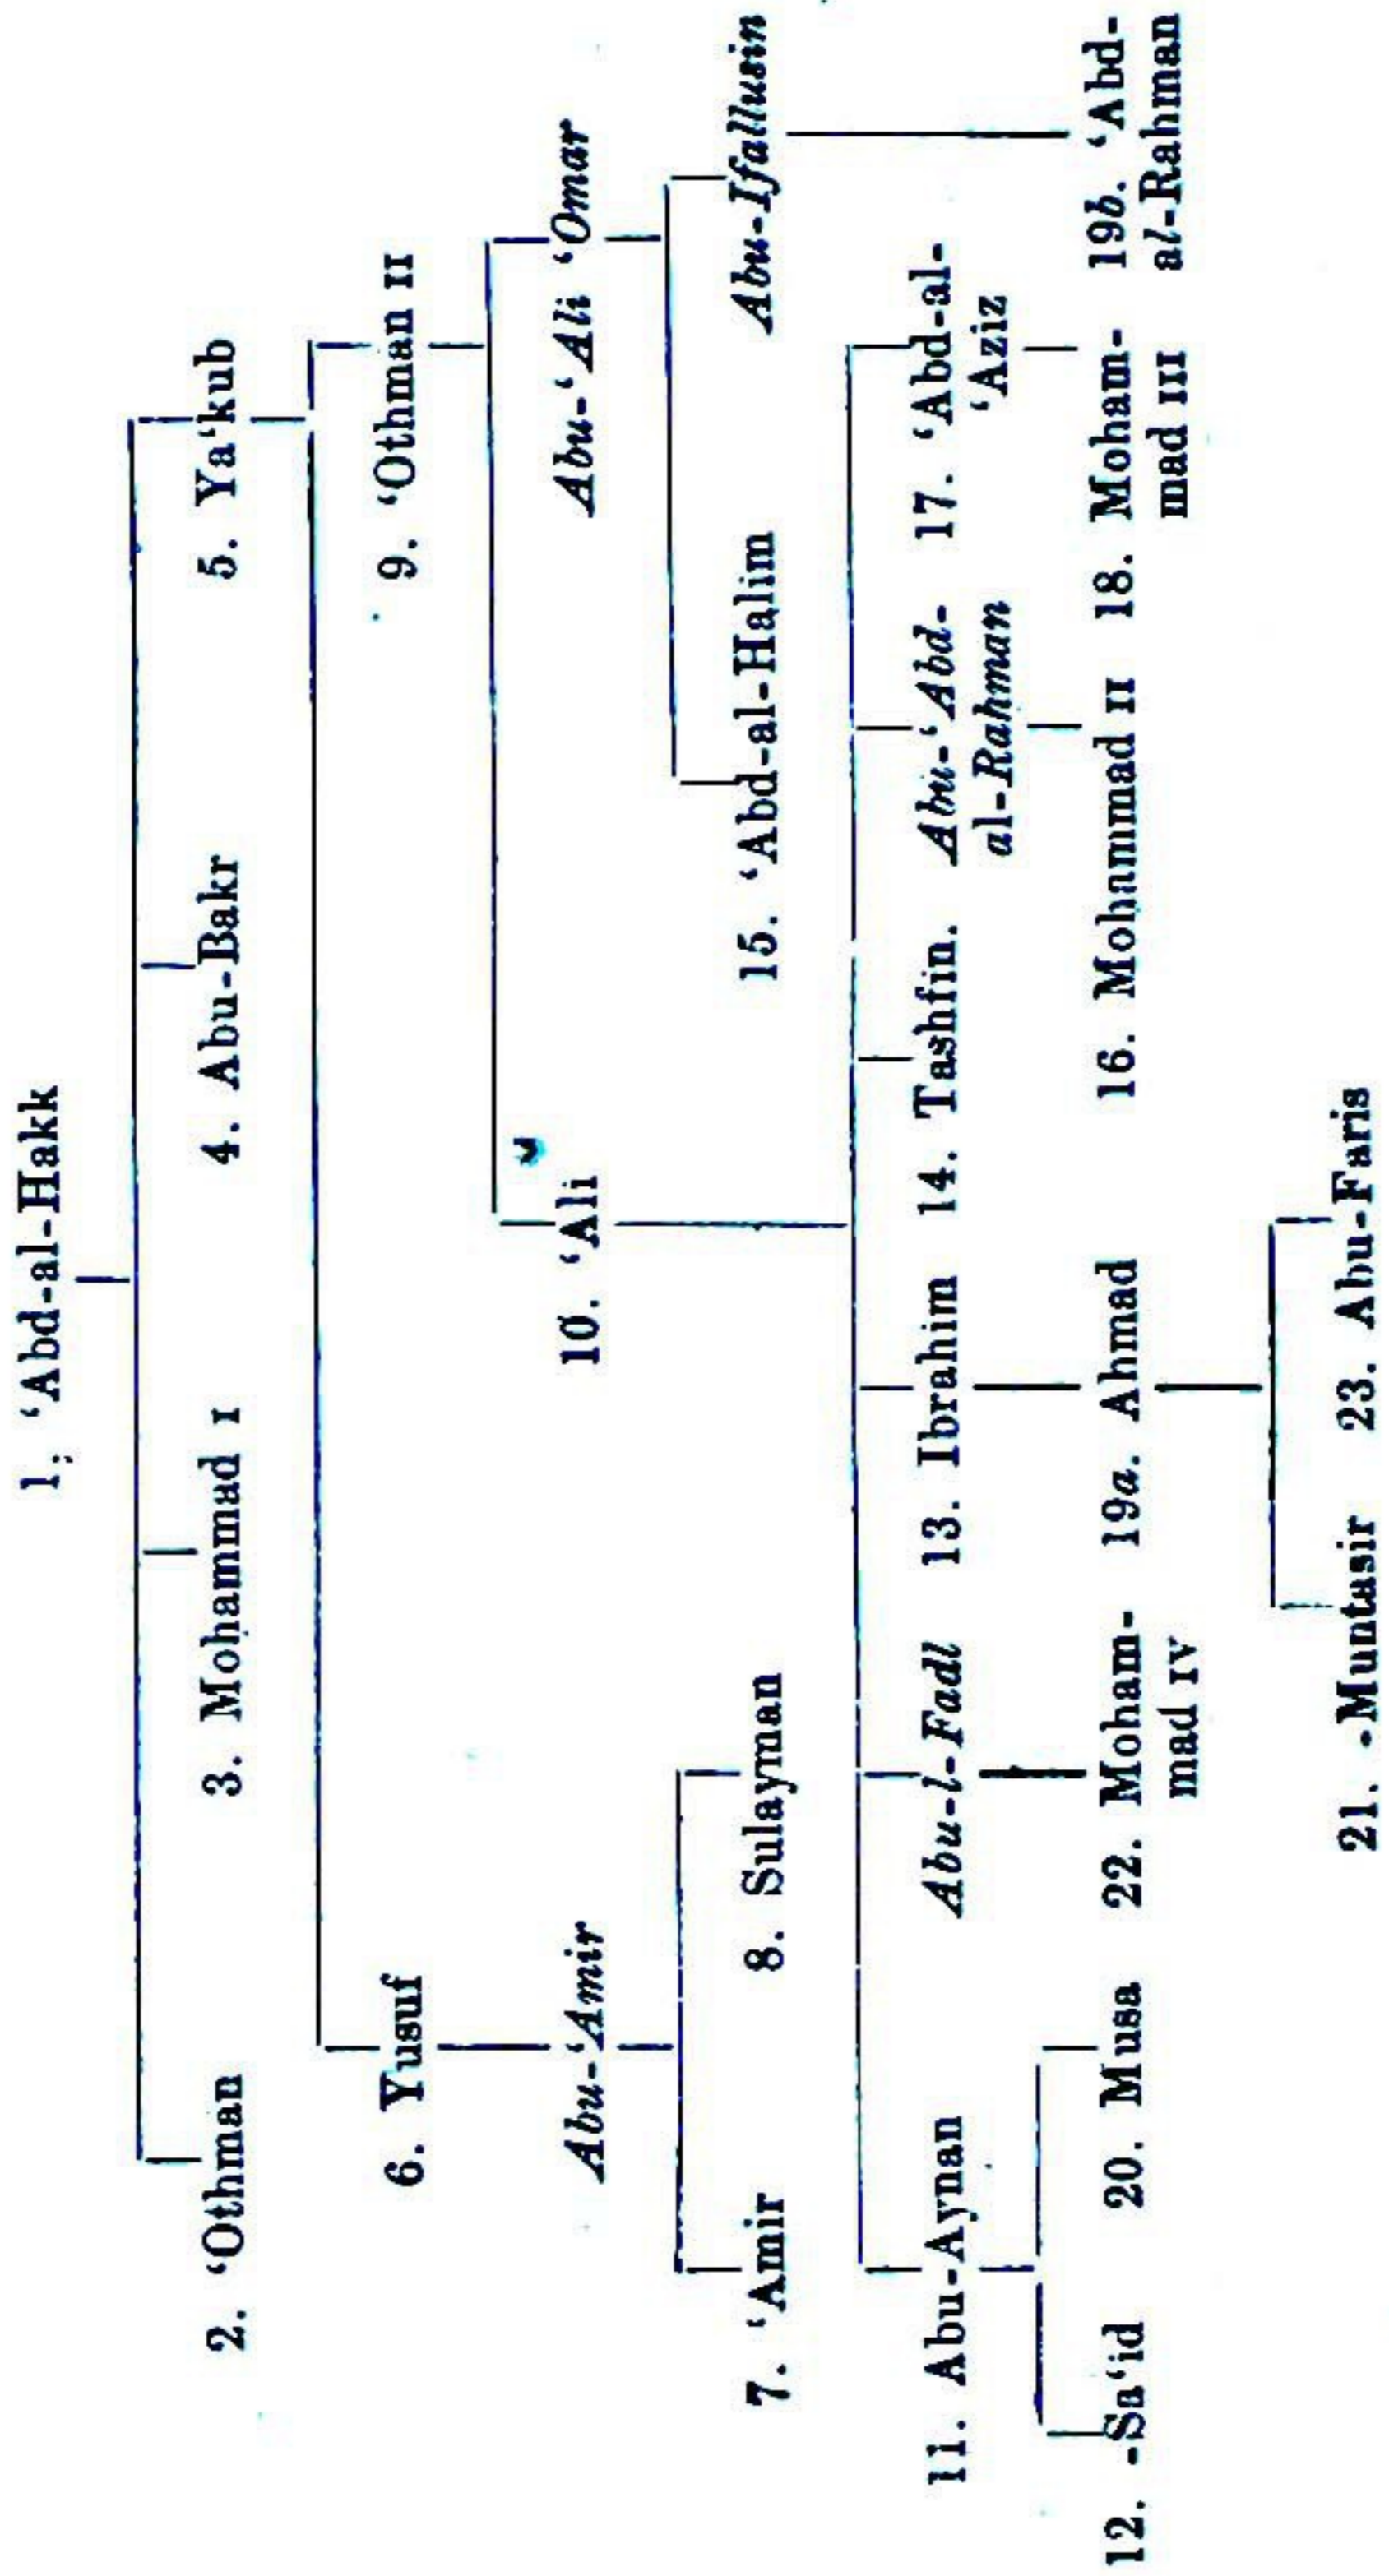 1. ‘Abd-al-Hakk
2. ‘Othman 3. Mohammad I 4. Abu-Bakr 5. Ya‘kub
6. Yusuf 9. ‘Othman II
Abu-‘Amir 10. ‘Ali Abu-‘Ali ‘Omar
7. ‘Amir 8. Sulayman 15. ‘Abd-al-Halim Abu-Ifallusin
11. Abu-Aynan Abu-l-Fadl 13. Ibrahim 14. Tashfin. Abu-‘Abd- 17. ‘Abd-al-
al-Rahman ‘Aziz
12. -Sa‘id 20. Musa 22. Moham- 19a. Ahmad 16. Mohammad II 18. Moham- 19b. ‘Abd-
mad IV mad III al-Rahman
21. -Muntasir 23. Abu-Faris